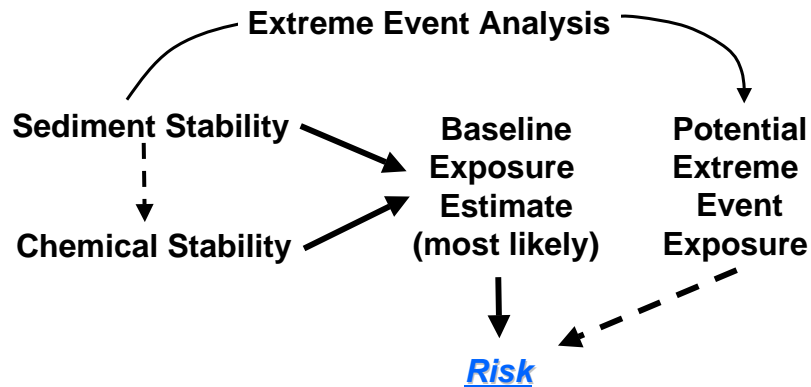 Extreme Event Analysis
Sediment Stability
Chemical Stability
Baseline
Exposure
Estimate
(most likely)
Potential
Extreme
Event
Exposure
Risk